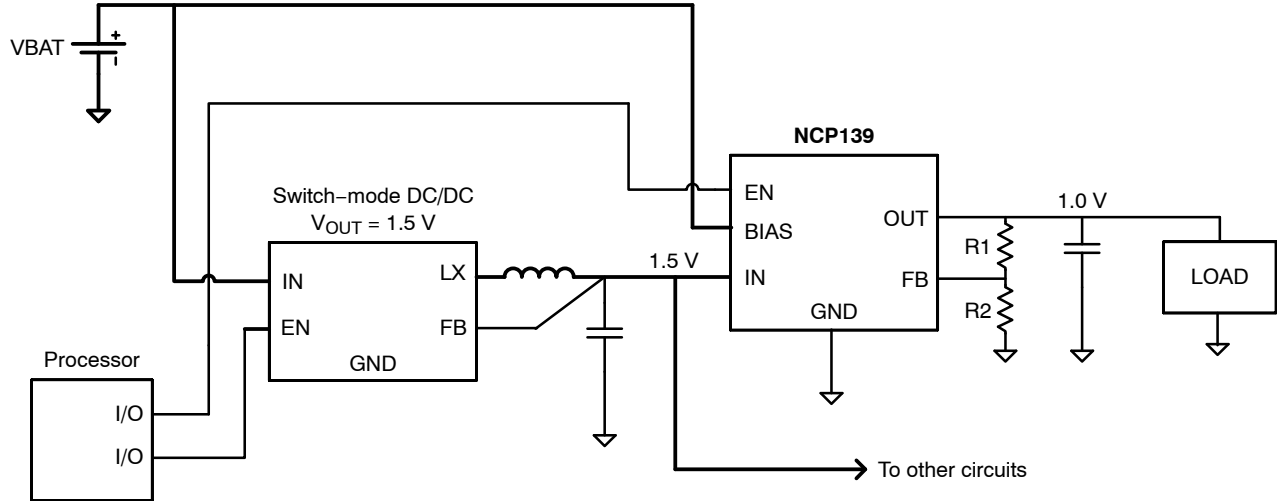 VBAT
+
NCP139
Switch−mode DC/DC
VOUT = 1.5 V
EN
BIAS
IN
GND
OUT
FB
R1
R2
1.0 V
LOAD
1.5 V
IN
EN
LX
FB
GND
Processor
I/O
I/O
To other circuits